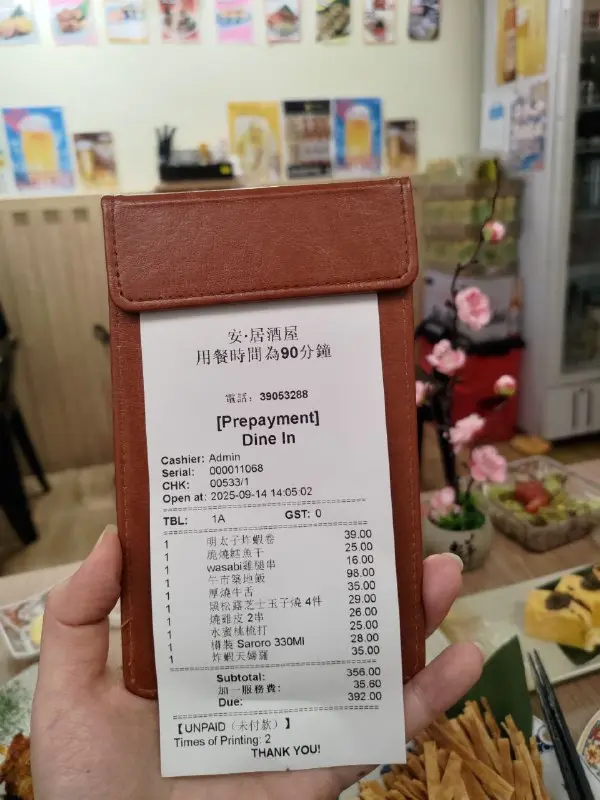 安·居酒屋
用餐時間為90分鐘
電話: 39053288
[Prepayment]
Dine In
Cashier: Admin
Serial: 000011068
CHK: 00533/1
Open at: 2025-09-14 14:05:02
TBL: 1A GST: 0
1 明太子炸蝦卷 39.00
1 脆燒鱈魚干 25.00
1 wasabi雞腿串 16.00
1 午市築地飯 98.00
1 厚燒牛舌 35.00
1 黑松露芝士玉子燒 4件 29.00
1 燒雞皮 2串 26.00
1 水蜜桃梳打 25.00
1 樽裝 Saroro 330Ml 28.00
1 炸蝦天婦羅 35.00
Subtotal: 356.00
加一服務費: 35.60
Due: 392.00
【UNPAID（未付款）】
Times of Printing: 2
THANK YOU!